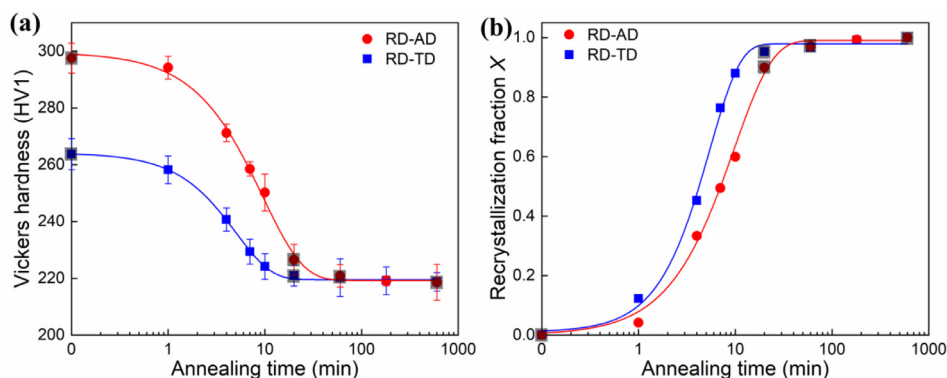 (a)
RD-AD
RD-TD
Vickers hardness (HV1)
300
280
260
240
220
200
0
1
10
100
1000
Annealing time (min)
(b)
RD-AD
RD-TD
Recrystallization fraction X
1.0
0.8
0.6
0.4
0.2
0.0
0
1
10
100
1000
Annealing time (min)